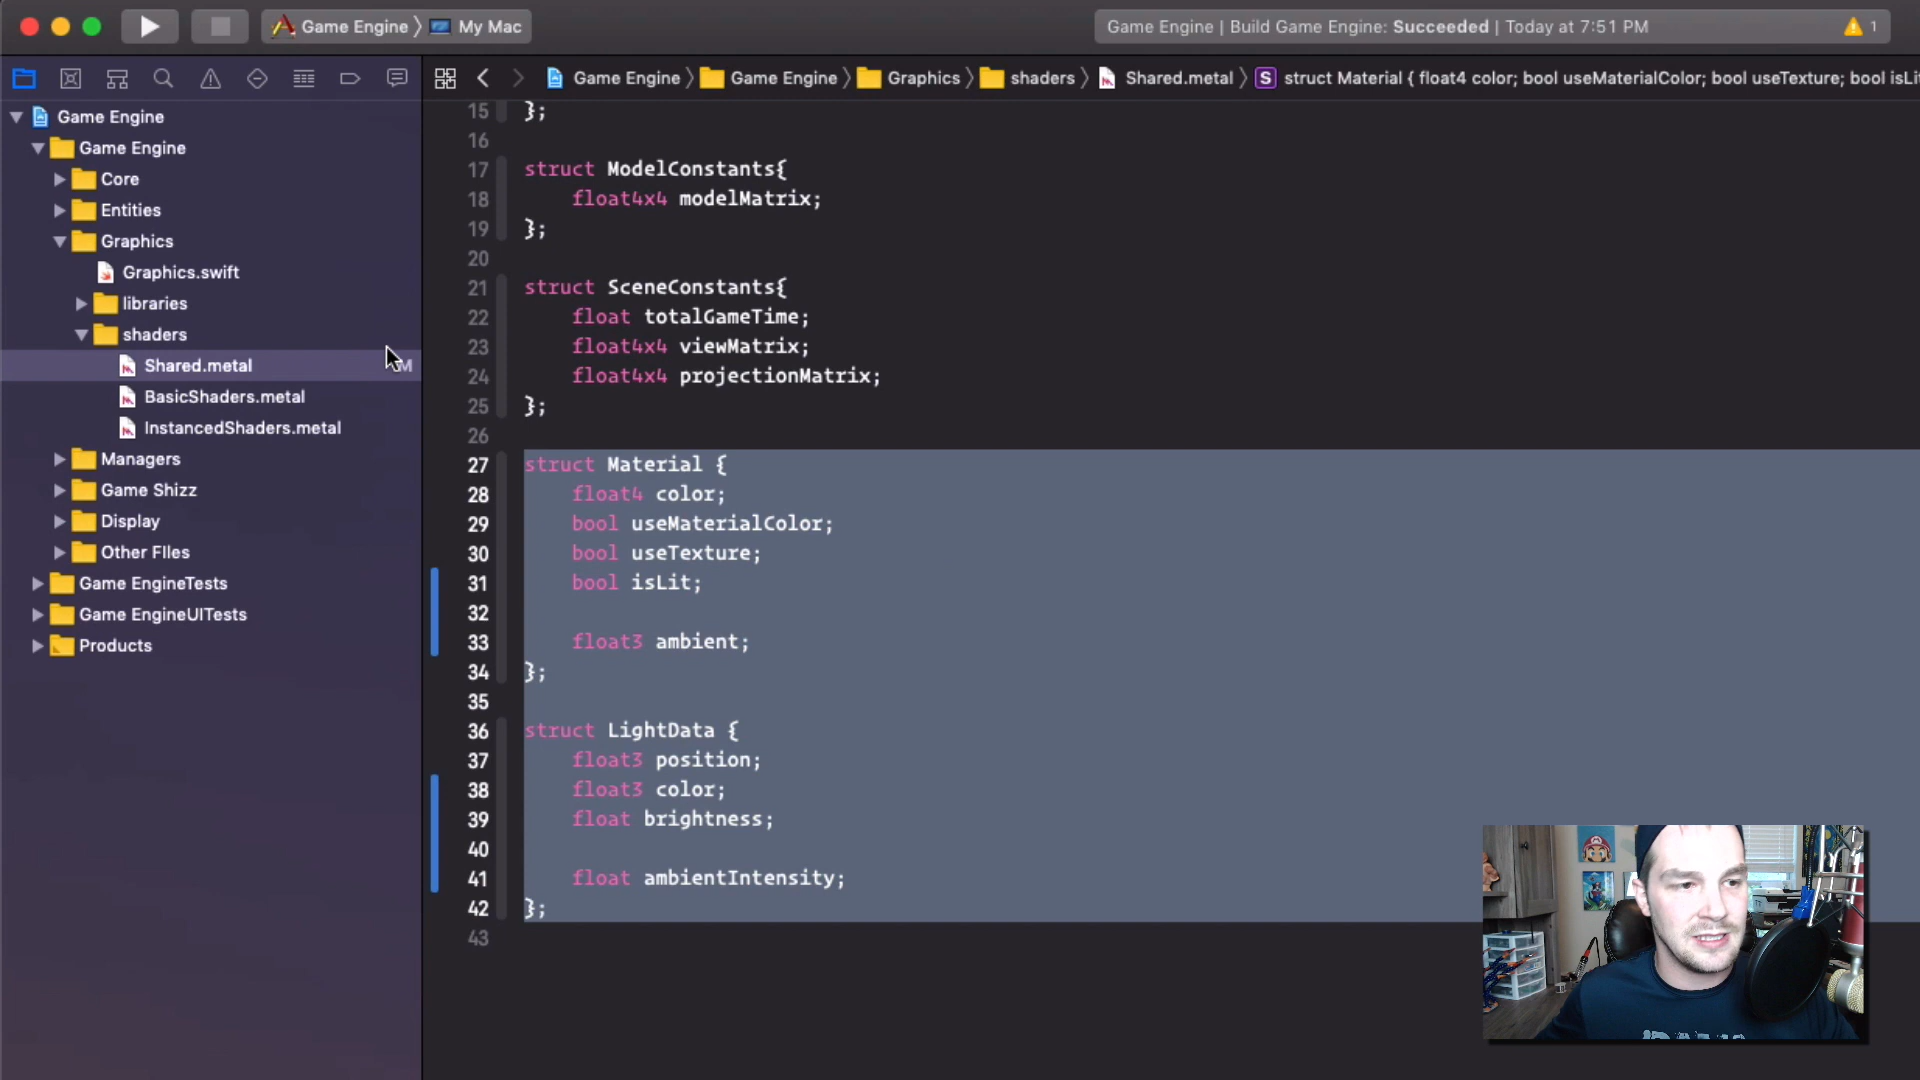 Game Engine 〉 My Mac
Game Engine | Build Game Engine: Succeeded | Today at 7:51 PM
1
Game Engine 〉 Game Engine 〉 Graphics 〉 shaders 〉 Shared.metal 〉 S struct Material { float4 color; bool useMaterialColor; bool useTexture; bool isLit
Game Engine
Game Engine
Core
Entities
Graphics
Graphics.swift
libraries
shaders
Shared.metal M
BasicShaders.metal
InstancedShaders.metal
Managers
Game Shizz
Display
Other FIles
Game EngineTests
Game EngineUITests
Products
15 };
16
17 struct ModelConstants{
18 float4x4 modelMatrix;
19 };
20
21 struct SceneConstants{
22 float totalGameTime;
23 float4x4 viewMatrix;
24 float4x4 projectionMatrix;
25 };
26
27 struct Material {
28 float4 color;
29 bool useMaterialColor;
30 bool useTexture;
31 bool isLit;
32
33 float3 ambient;
34 };
35
36 struct LightData {
37 float3 position;
38 float3 color;
39 float brightness;
40
41 float ambientIntensity;
42 };
43